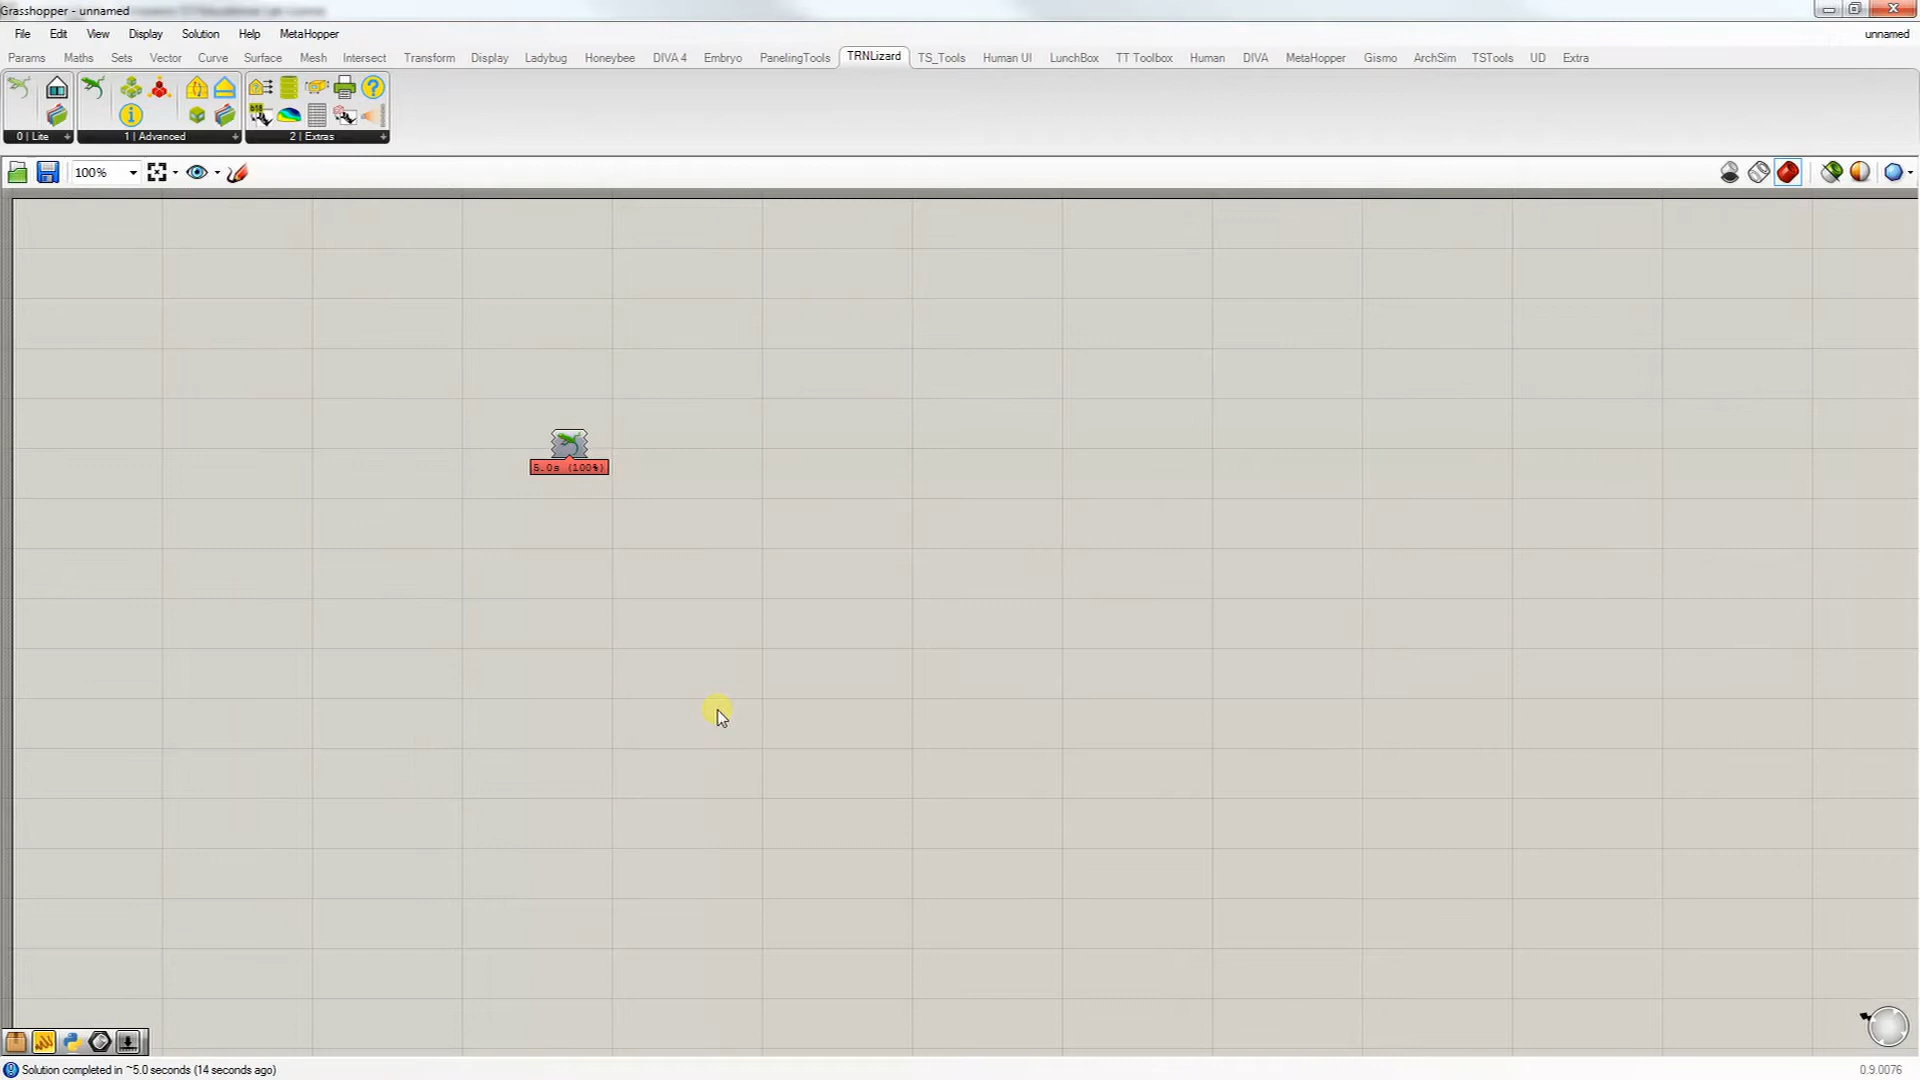 Grasshopper - unnamed
File Edit View Display Solution Help MetaHopper unnamed
Params Maths Sets Vector Curve Surface Mesh Intersect Transform Display Ladybug Honeybee DIVA 4 Embryo PanelingTools TRNLizard TS_Tools Human UI LunchBox TT Toolbox Human DIVA MetaHopper Gismo ArchSim TSTools UD Extra
b18
0 | Lite 1 | Advanced 2 | Extras
100%
5.0s (100%)
Solution completed in ~5.0 seconds (14 seconds ago) 0.9.0076